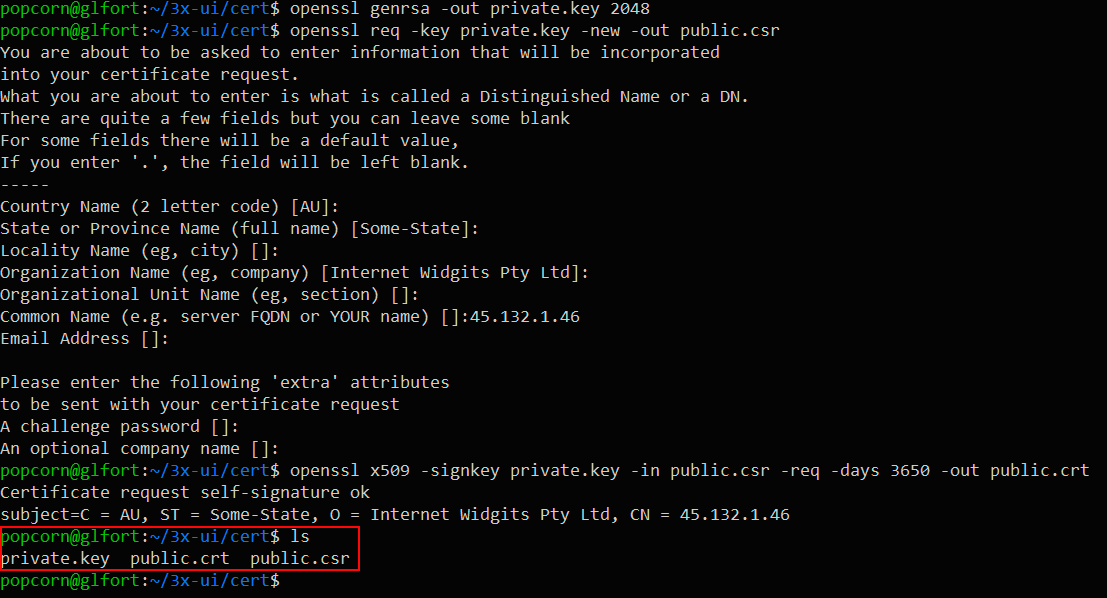 popcorn@glfort:~/3x-ui/cert$ openssl genrsa -out private.key 2048
popcorn@glfort:~/3x-ui/cert$ openssl req -key private.key -new -out public.csr
You are about to be asked to enter information that will be incorporated
into your certificate request.
What you are about to enter is what is called a Distinguished Name or a DN.
There are quite a few fields but you can leave some blank
For some fields there will be a default value,
If you enter '.', the field will be left blank.
-----
Country Name (2 letter code) [AU]:
State or Province Name (full name) [Some-State]:
Locality Name (eg, city) []:
Organization Name (eg, company) [Internet Widgits Pty Ltd]:
Organizational Unit Name (eg, section) []:
Common Name (e.g. server FQDN or YOUR name) []:45.132.1.46
Email Address []:

Please enter the following 'extra' attributes
to be sent with your certificate request
A challenge password []:
An optional company name []:
popcorn@glfort:~/3x-ui/cert$ openssl x509 -signkey private.key -in public.csr -req -days 3650 -out public.crt
Certificate request self-signature ok
subject=C = AU, ST = Some-State, O = Internet Widgits Pty Ltd, CN = 45.132.1.46
popcorn@glfort:~/3x-ui/cert$ ls
private.key  public.crt  public.csr
popcorn@glfort:~/3x-ui/cert$